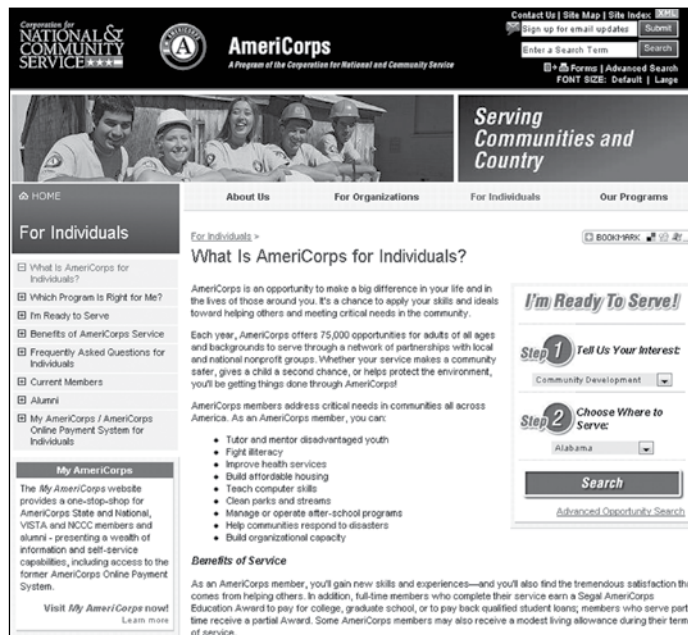 Corporation for
NATIONAL &
COMMUNITY
SERVICE
AmeriCorps
A Program of the Corporation for National and Community Service
Contact Us | Site Map | Site Index XML
Sign up for email updates Submit
Enter a Search Term Search
Forms | Advanced Search
FONT SIZE: Default | Large
Serving
Communities and
Country
HOME
About Us For Organizations For Individuals Our Programs
For Individuals
What Is AmeriCorps for
Individuals?
Which Program Is Right for Me?
I'm Ready to Serve
Benefits of AmeriCorps Service
Frequently Asked Questions for
Individuals
Current Members
Alumni
My AmeriCorps / AmeriCorps
Online Payment System for
Individuals
My AmeriCorps
The My AmeriCorps website
provides a one-stop-shop for
AmeriCorps State and National,
VISTA and NCCC members and
alumni - presenting a wealth of
information and self-service
capabilities, including access to the
former AmeriCorps Online Payment
System.
Visit My AmeriCorps now!
Learn more
For Individuals >
BOOKMARK
What Is AmeriCorps for Individuals?
AmeriCorps is an opportunity to make a big difference in your life and in
the lives of those around you. It's a chance to apply your skills and ideals
toward helping others and meeting critical needs in the community.
Each year, AmeriCorps offers 75,000 opportunities for adults of all ages
and backgrounds to serve through a network of partnerships with local
and national nonprofit groups. Whether your service makes a community
safer, gives a child a second chance, or helps protect the environment,
you'll be getting things done through AmeriCorps!
AmeriCorps members address critical needs in communities all across
America. As an AmeriCorps member, you can:
Tutor and mentor disadvantaged youth
Fight illiteracy
Improve health services
Build affordable housing
Teach computer skills
Clean parks and streams
Manage or operate after-school programs
Help communities respond to disasters
Build organizational capacity
I'm Ready To Serve!
Step 1 Tell Us Your Interest:
Community Development
Step 2 Choose Where to
Serve:
Alabama
Search
Advanced Opportunity Search
Benefits of Service
As an AmeriCorps member, you'll gain new skills and experiences—and you'll also find the tremendous satisfaction tha
comes from helping others. In addition, full-time members who complete their service earn a Segal AmeriCorps
Education Award to pay for college, graduate school, or to pay back qualified student loans; members who serve part
time receive a partial Award. Some AmeriCorps members may also receive a modest living allowance during their term
of service.